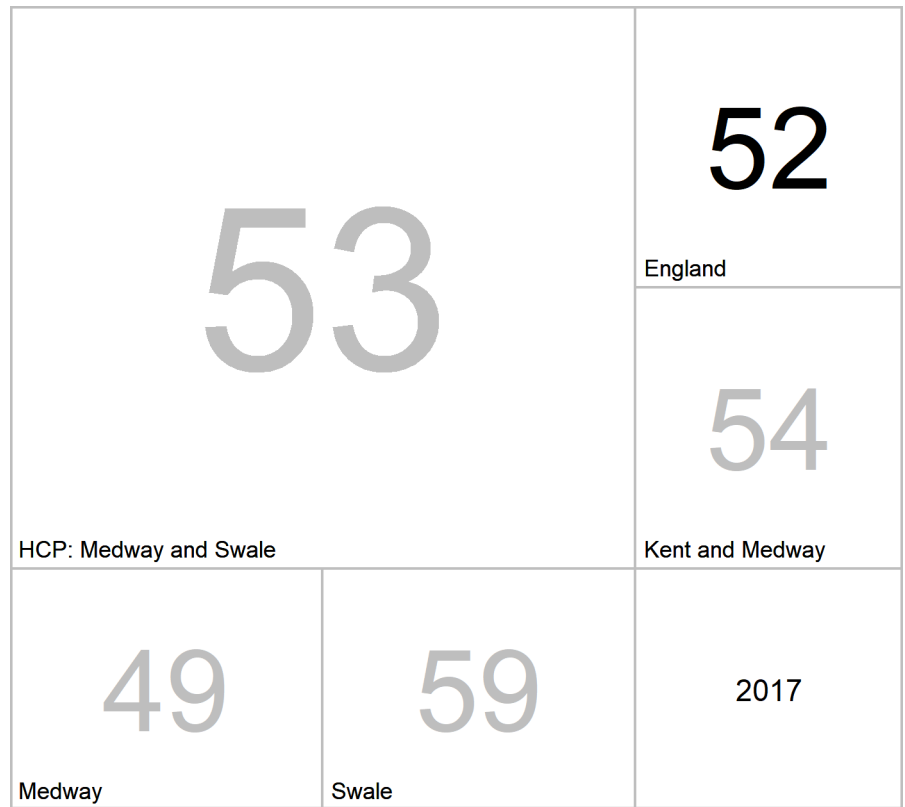 53
HCP: Medway and Swale
52
England
54
Kent and Medway
49
Medway
59
Swale
2017